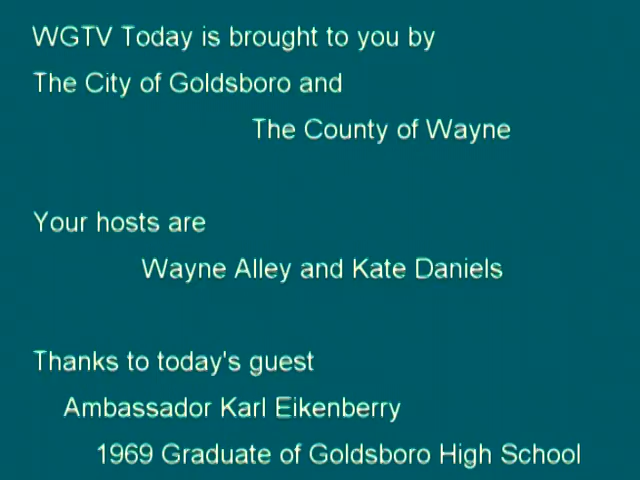 WGTV Today is brought to you by
The City of Goldsboro and
The County of Wayne
Your hosts are
Wayne Alley and Kate Daniels
Thanks to today's guest
Ambassador Karl Eikenberry
1969 Graduate of Goldsboro High School